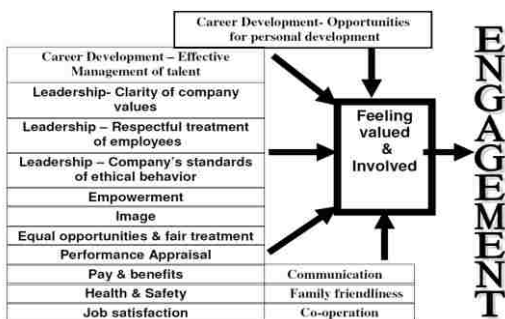 Career Development- Opportunities
for personal development
Career Development – Effective
Management of talent
Leadership- Clarity of company
values
Leadership – Respectful treatment
of employees
Leadership – Company's standards
of ethical behavior
Empowerment
Image
Equal opportunities & fair treatment
Performance Appraisal
Pay & benefits
Health & Safety
Job satisfaction
Communication
Family friendliness
Co-operation
Feeling
valued
&
Involved
ENGAGEMENT